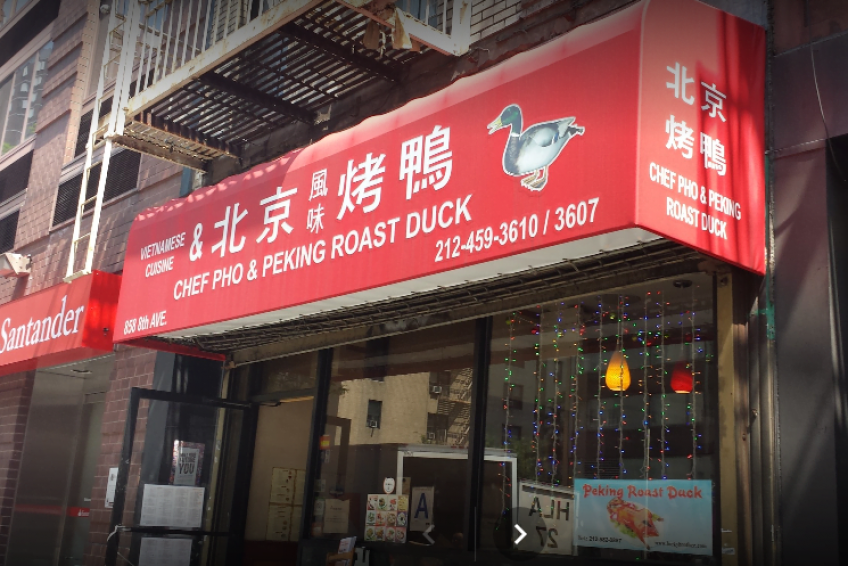 VIETNAMESE
CUISINE
& 北京風味烤鴨
CHEF PHO & PEKING ROAST DUCK
212-459-3610 / 3607
858 8th AVE.
北京
烤鴨
CHEF PHO & PEKING
ROAST DUCK
Santander
A
Peking Roast Duck